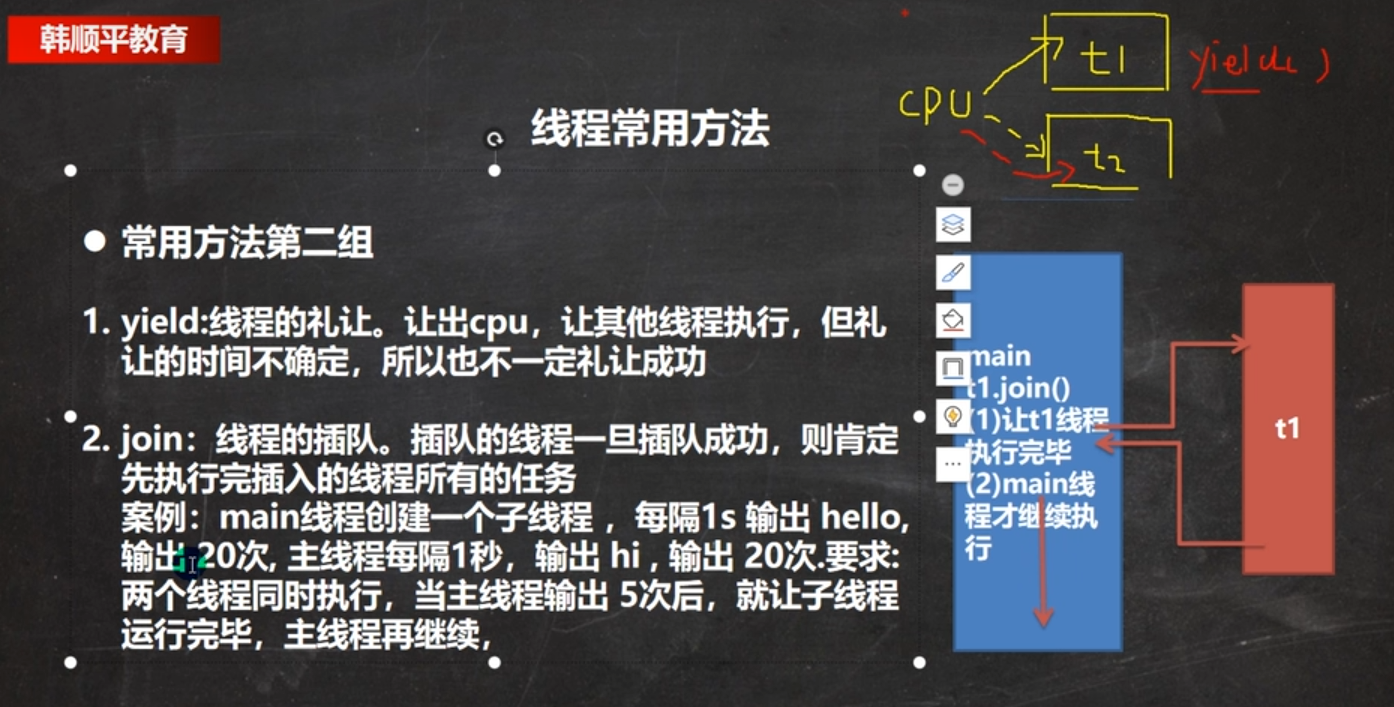 韩顺平教育
CPU
t1
yield()
t2
线程常用方法
● 常用方法第二组
1. yield:线程的礼让。让出cpu，让其他线程执行，但礼
让的时间不确定，所以也不一定礼让成功
2. join：线程的插队。插队的线程一旦插队成功，则肯定
先执行完插入的线程所有的任务
案例：main线程创建一个子线程 ，每隔1s 输出 hello,
输出 20次, 主线程每隔1秒，输出 hi , 输出 20次.要求:
两个线程同时执行，当主线程输出 5次后，就让子线程
运行完毕，主线程再继续，
main
t1.join()
(1)让t1线程
执行完毕
(2)main线
程才继续执
行
t1